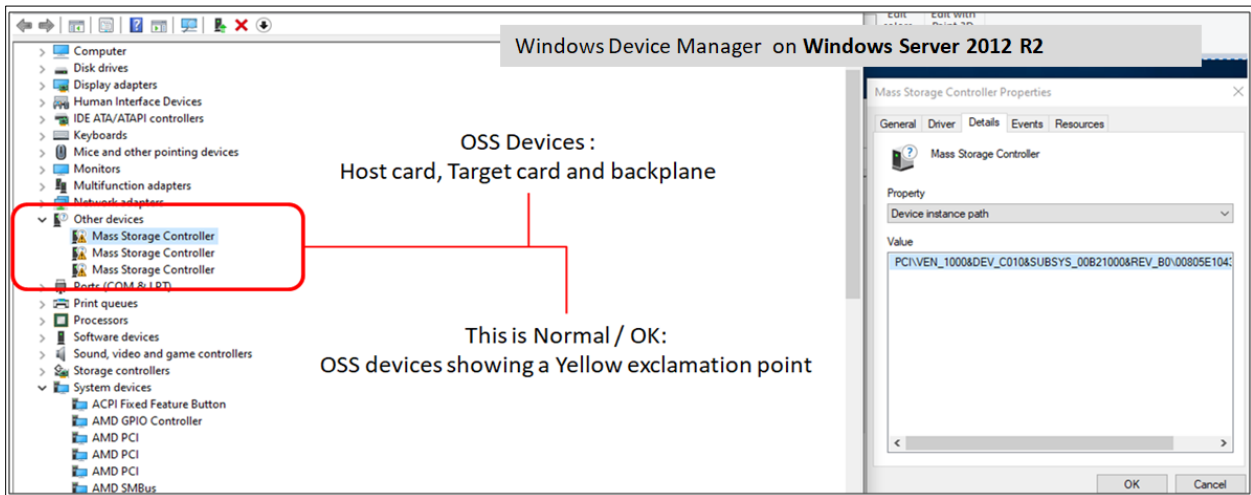 Edit
Edit with
Windows Device Manager on Windows Server 2012 R2
Computer
Disk drives
Display adapters
Human Interface Devices
IDE ATA/ATAPI controllers
Keyboards
Mice and other pointing devices
Monitors
Multifunction adapters
Network adapters
Other devices
Mass Storage Controller
Mass Storage Controller
Mass Storage Controller
Ports (COM & LPT)
Print queues
Processors
Software devices
Sound, video and game controllers
Storage controllers
System devices
ACPI Fixed Feature Button
AMD GPIO Controller
AMD PCI
AMD PCI
AMD PCI
AMD SMBus
OSS Devices :
Host card, Target card and backplane
This is Normal / OK:
OSS devices showing a Yellow exclamation point
Mass Storage Controller Properties
General Driver Details Events Resources
Mass Storage Controller
Property
Device instance path
Value
PCI\VEN_1000&DEV_C010&SUBSYS_00B21000&REV_B0\00805E104
OK Cancel